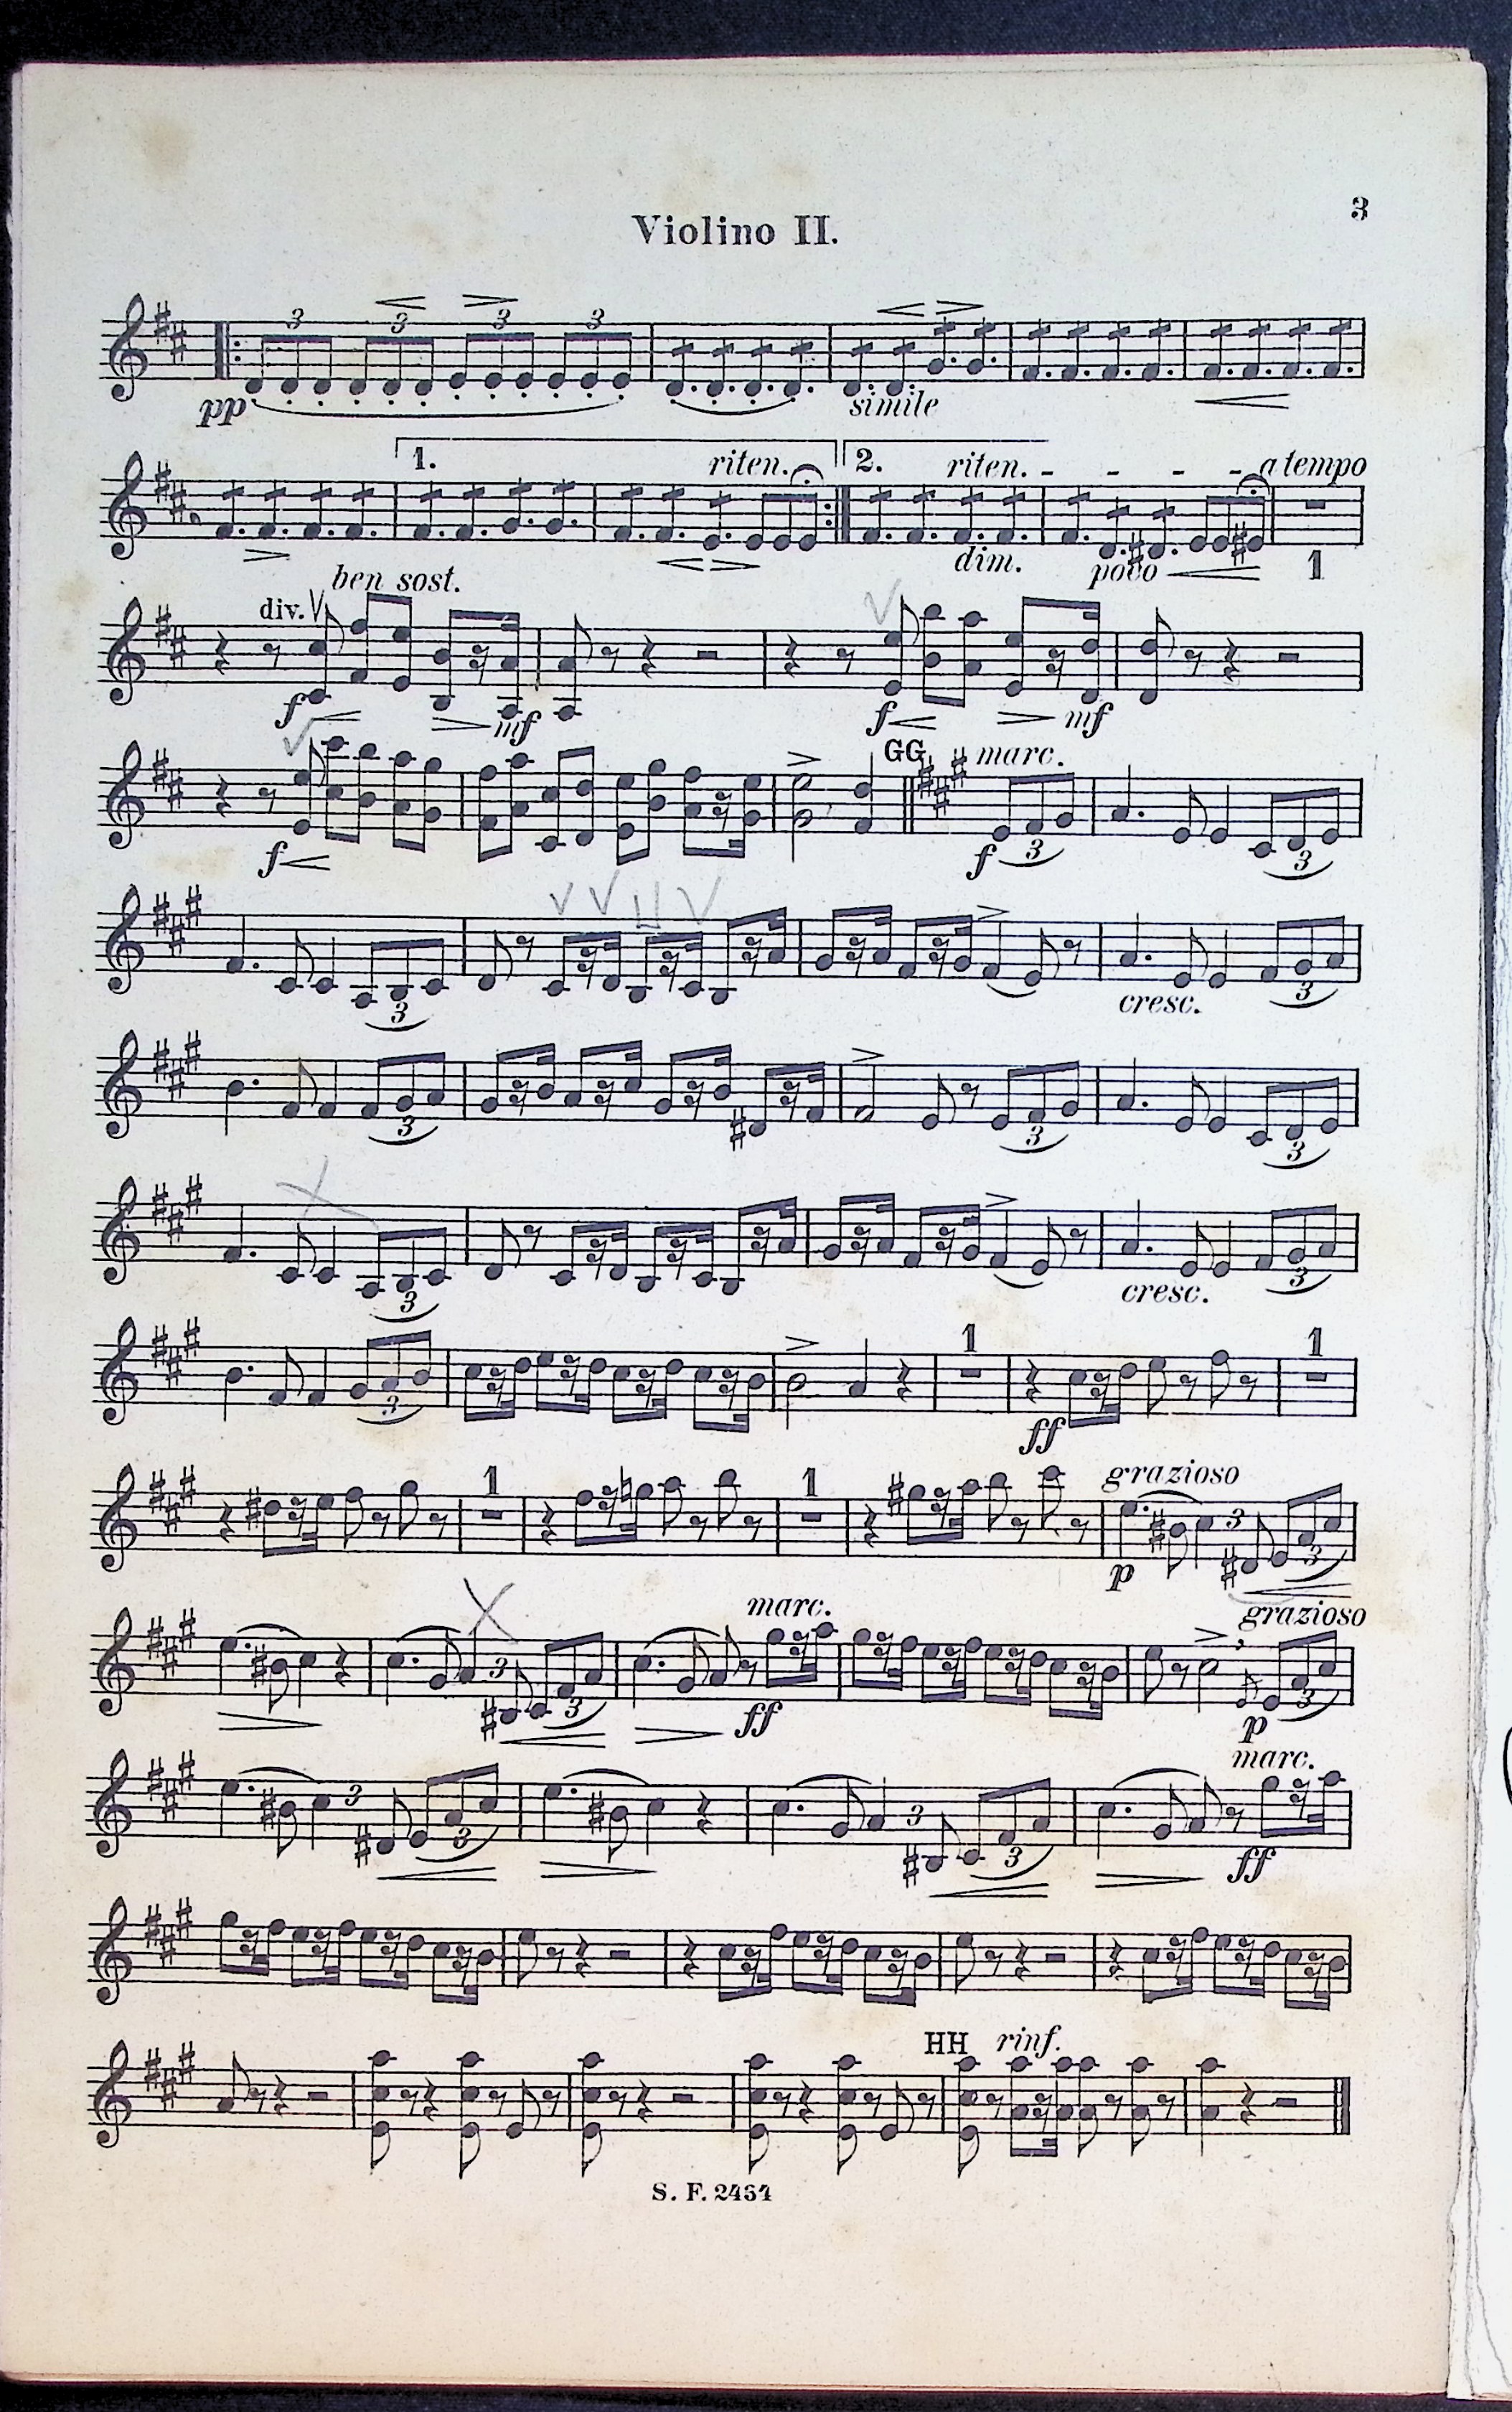 3
Violino II.
3 3 3 3
pp simile
1. riten. 2. riten. - - - - a tempo
dim. poco 1
div. ben sost.
f mf f mf
GG marc.
f f 3 3
3 cresc. 3
3 3 3
3 cresc. 3
1 1
3 ff
1 1 grazioso
p 3 3
marc. grazioso
3 3 ff p 3
marc.
3 3 3 3 ff
HH rinf.
S. F. 2464